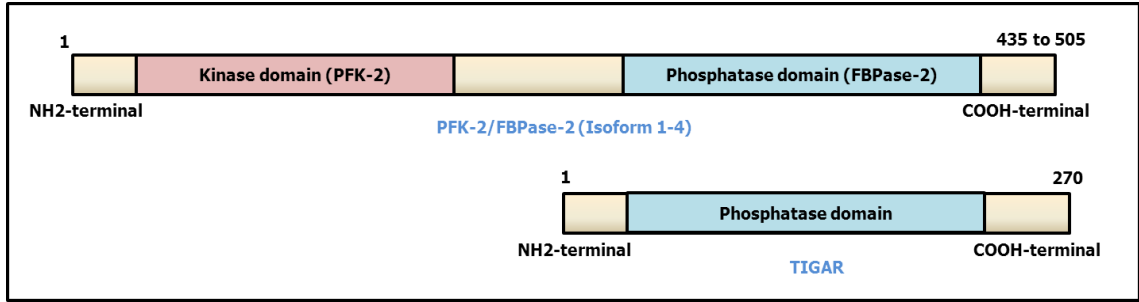 1
435 to 505
Kinase domain (PFK-2)
Phosphatase domain (FBPase-2)
NH2-terminal
COOH-terminal
PFK-2/FBPase-2 (Isoform 1-4)
1
270
Phosphatase domain
NH2-terminal
COOH-terminal
TIGAR